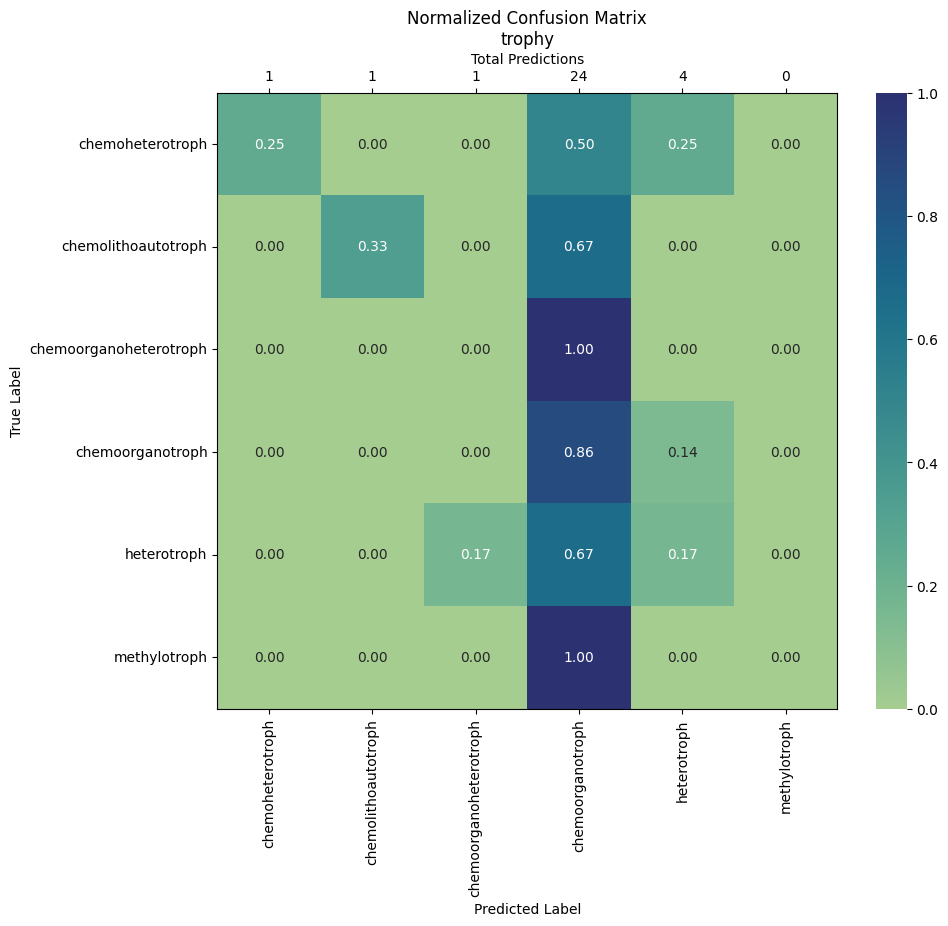 Normalized Confusion Matrix
trophy
Total Predictions
1 1 1 24 4 0
chemoheterotroph 0.25 0.00 0.00 0.50 0.25 0.00
chemolithoautotroph 0.00 0.33 0.00 0.67 0.00 0.00
chemoorganoheterotroph 0.00 0.00 0.00 1.00 0.00 0.00
chemoorganotroph 0.00 0.00 0.00 0.86 0.14 0.00
heterotroph 0.00 0.00 0.17 0.67 0.17 0.00
methylotroph 0.00 0.00 0.00 1.00 0.00 0.00
True Label
chemoheterotroph
chemolithoautotroph
chemoorganoheterotroph
chemoorganotroph
heterotroph
methylotroph
Predicted Label
1.0
0.8
0.6
0.4
0.2
0.0